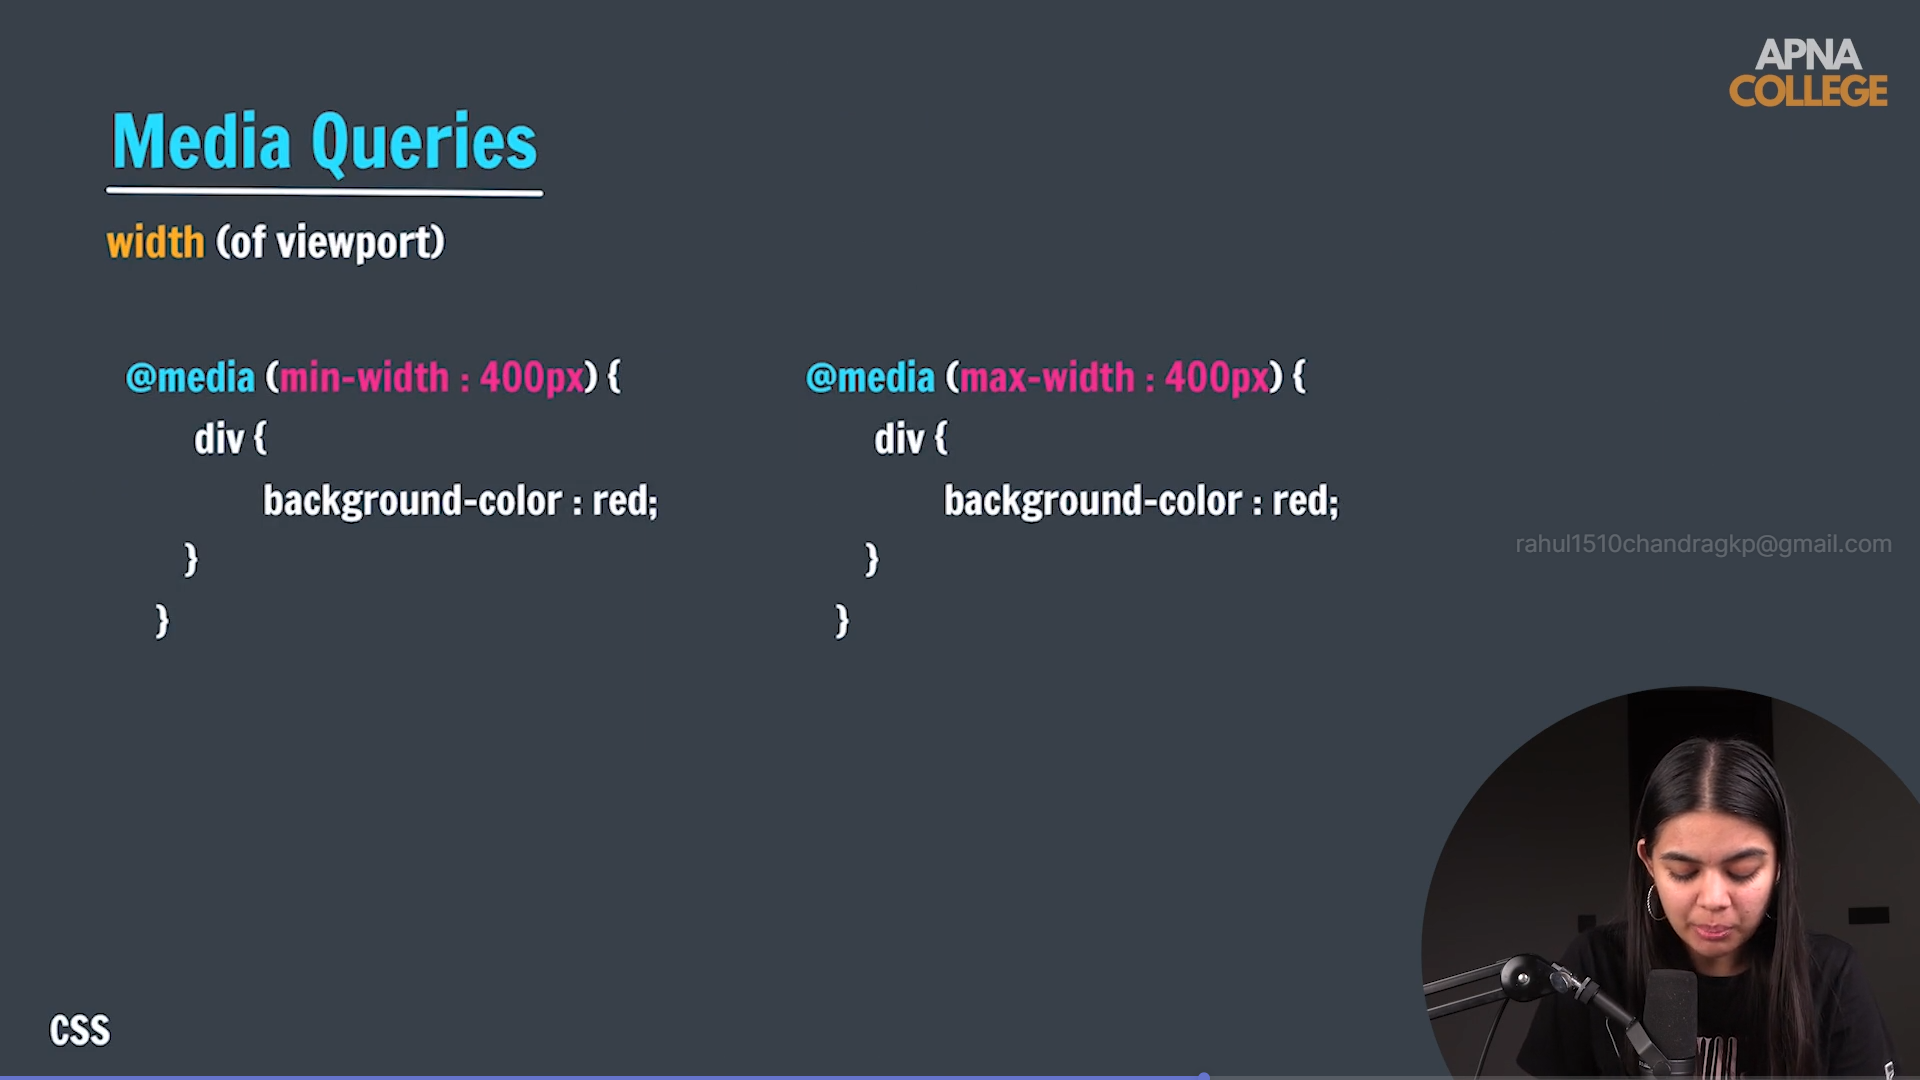 APNA
COLLEGE
Media Queries
width (of viewport)
@media (min-width : 400px) {
div {
background-color : red;
}
}
@media (max-width : 400px) {
div {
background-color : red;
}
}
rahul1510chandragkp@gmail.com
CSS